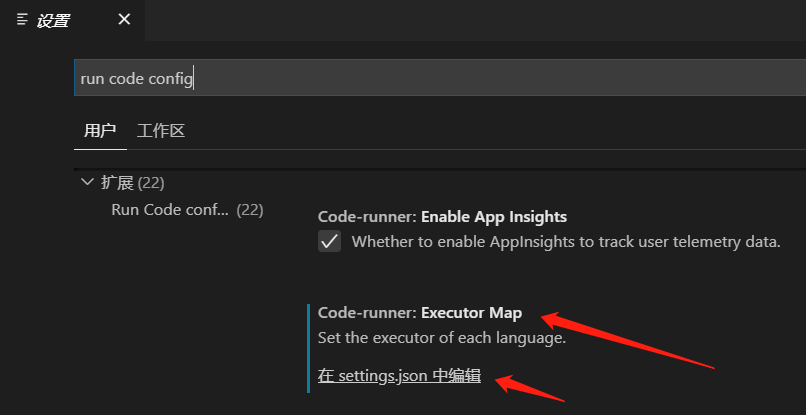 设置
run code config
用户 工作区
扩展 (22)
Run Code conf... (22)
Code-runner: Enable App Insights
Whether to enable AppInsights to track user telemetry data.
Code-runner: Executor Map
Set the executor of each language.
在 settings.json 中编辑